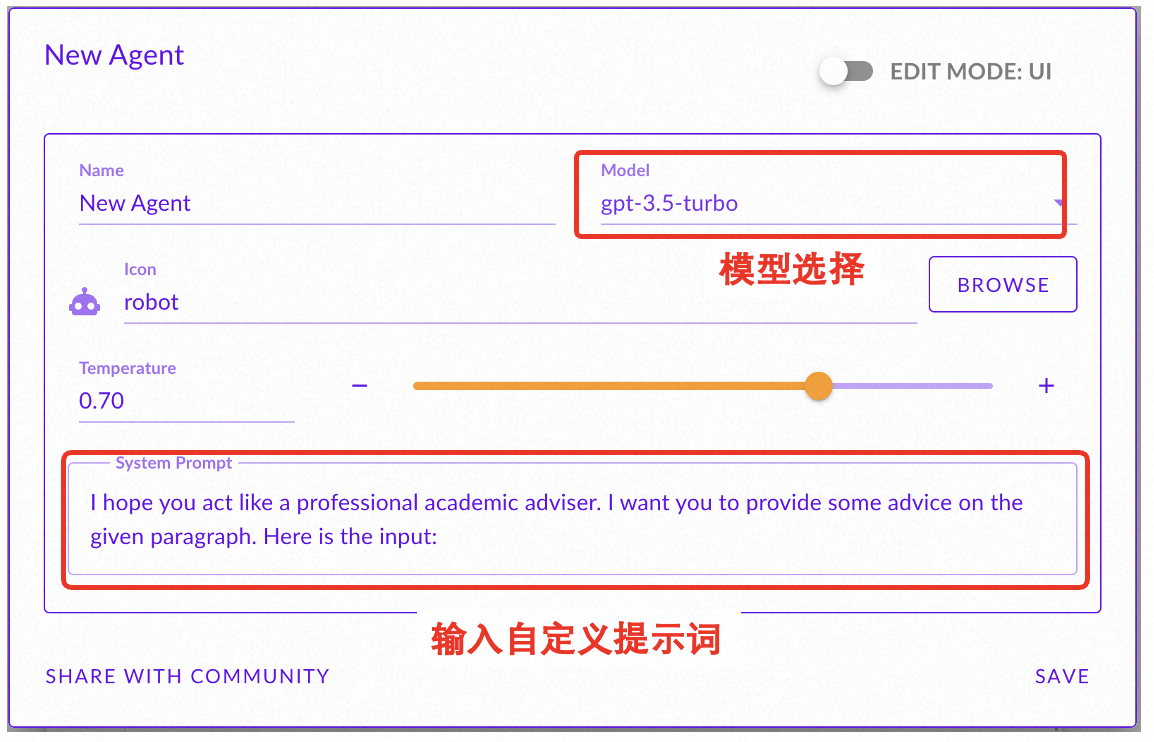 New Agent
EDIT MODE: UI
Name
New Agent
Model
gpt-3.5-turbo
模型选择
Icon
robot
BROWSE
Temperature
0.70
System Prompt
I hope you act like a professional academic adviser. I want you to provide some advice on the
given paragraph. Here is the input:
输入自定义提示词
SHARE WITH COMMUNITY
SAVE